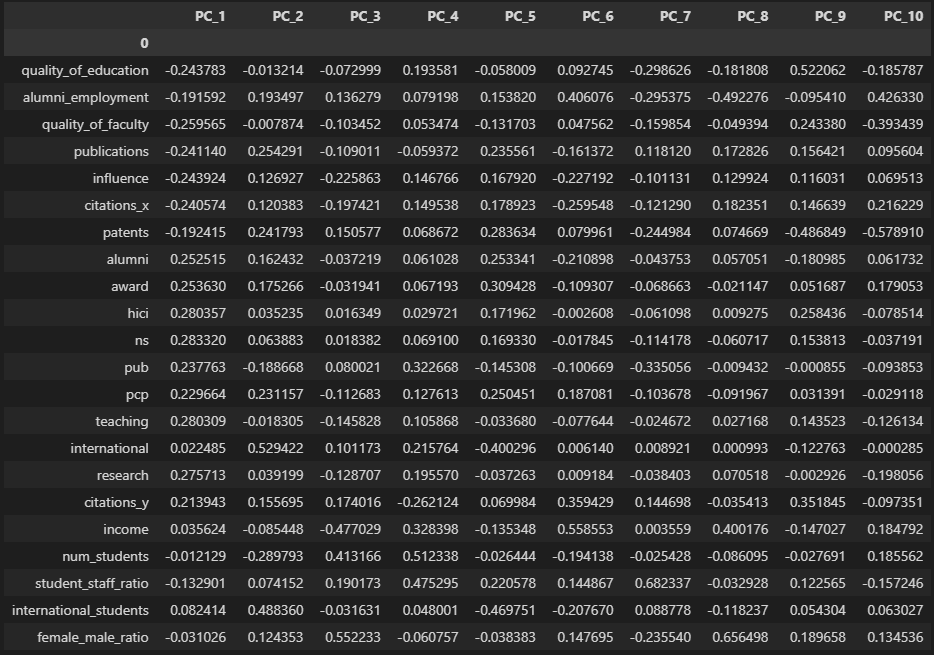 PC_1 PC_2 PC_3 PC_4 PC_5 PC_6 PC_7 PC_8 PC_9 PC_10
0
quality_of_education -0.243783 -0.013214 -0.072999 0.193581 -0.058009 0.092745 -0.298626 -0.181808 0.522062 -0.185787
alumni_employment -0.191592 0.193497 0.136279 0.079198 0.153820 0.406076 -0.295375 -0.492276 -0.095410 0.426330
quality_of_faculty -0.259565 -0.007874 -0.103452 0.053474 -0.131703 0.047562 -0.159854 -0.049394 0.243380 -0.393439
publications -0.241140 0.254291 -0.109011 -0.059372 0.235561 -0.161372 0.118120 0.172826 0.156421 0.095604
influence -0.243924 0.126927 -0.225863 0.146766 0.167920 -0.227192 -0.101131 0.129924 0.116031 0.069513
citations_x -0.240574 0.120383 -0.197421 0.149538 0.178923 -0.259548 -0.121290 0.182351 0.146639 0.216229
patents -0.192415 0.241793 0.150577 0.068672 0.283634 0.079961 -0.244984 0.074669 -0.486849 -0.578910
alumni 0.252515 0.162432 -0.037219 0.061028 0.253341 -0.210898 -0.043753 0.057051 -0.180985 0.061732
award 0.253630 0.175266 -0.031941 0.067193 0.309428 -0.109307 -0.068663 -0.021147 0.051687 0.179053
hici 0.280357 0.035235 0.016349 0.029721 0.171962 -0.002608 -0.061098 0.009275 0.258436 -0.078514
ns 0.283320 0.063883 0.018382 0.069100 0.169330 -0.017845 -0.114178 -0.060717 0.153813 -0.037191
pub 0.237763 -0.188668 0.080021 0.322668 -0.145308 -0.100669 -0.335056 -0.009432 -0.000855 -0.093853
pcp 0.229664 0.231157 -0.112683 0.127613 0.250451 0.187081 -0.103678 -0.091967 0.031391 -0.029118
teaching 0.280309 -0.018305 -0.145828 0.105868 -0.033680 -0.077644 -0.024672 0.027168 0.143523 -0.126134
international 0.022485 0.529422 0.101173 0.215764 -0.400296 0.006140 0.008921 0.000993 -0.122763 -0.000285
research 0.275713 0.039199 -0.128707 0.195570 -0.037263 0.009184 -0.038403 0.070518 -0.002926 -0.198056
citations_y 0.213943 0.155695 0.174016 -0.262124 0.069984 0.359429 0.144698 -0.035413 0.351845 -0.097351
income 0.035624 -0.085448 -0.477029 0.328398 -0.135348 0.558553 0.003559 0.400176 -0.147027 0.184792
num_students -0.012129 -0.289793 0.413166 0.512338 -0.026444 -0.194138 -0.025428 -0.086095 -0.027691 0.185562
student_staff_ratio -0.132901 0.074152 0.190173 0.475295 0.220578 0.144867 0.682337 -0.032928 0.122565 -0.157246
international_students 0.082414 0.488360 -0.031631 0.048001 -0.469751 -0.207670 0.088778 -0.118237 0.054304 0.063027
female_male_ratio -0.031026 0.124353 0.552233 -0.060757 -0.038383 0.147695 -0.235540 0.656498 0.189658 0.134536